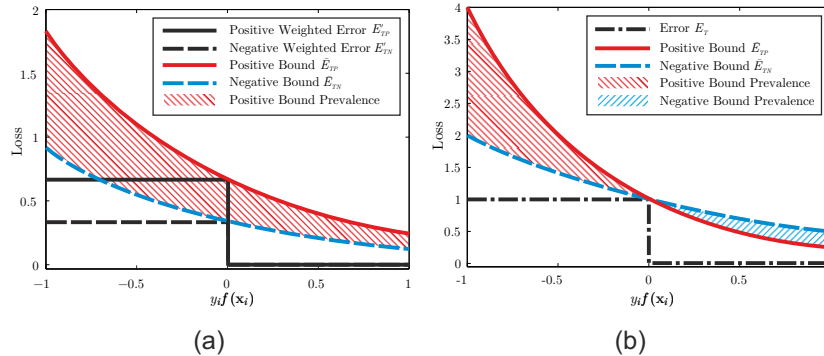 2
1.5
1
0.5
0
Loss
−1
−0.5
0
0.5
1
y_i f(x_i)
Positive Weighted Error E'_TP
Negative Weighted Error E'_TN
Positive Bound Ē_TP
Negative Bound Ē_TN
Positive Bound Prevalence
(a)
4
3.5
3
2.5
2
1.5
1
0.5
0
Loss
-1
-0.5
0
0.5
y_i f(x_i)
Error E_T
Positive Bound Ē_TP
Negative Bound Ē_TN
Positive Bound Prevalence
Negative Bound Prevalence
(b)